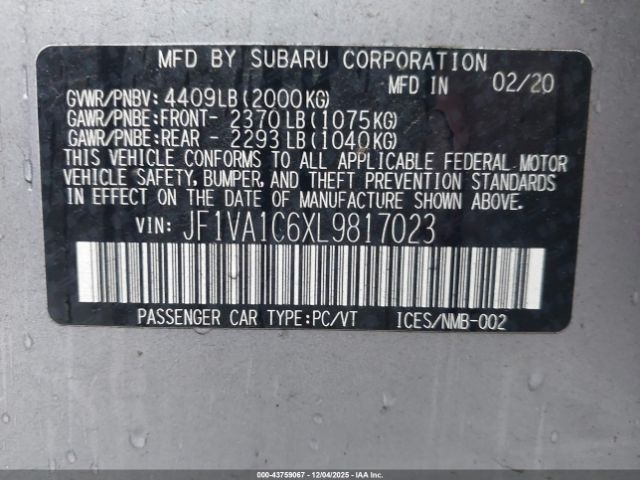 MFD BY SUBARU CORPORATION
MFD IN 02/20
GVWR/PNBV: 4409LB(2000KG)
GAWR/PNBE:FRONT- 2370LB(1075KG)
GAWR/PNBE:REAR - 2293LB(1040KG)
THIS VEHICLE CONFORMS TO ALL APPLICABLE FEDERAL MOTOR
VEHICLE SAFETY, BUMPER, AND THEFT PREVENTION STANDARDS
IN EFFECT ON THE DATE OF MANUFACTURE SHOWN ABOVE.
VIN: JF1VA1C6XL9817023
PASSENGER CAR TYPE:PC/VT ICES/NMB-002
000-43759067 | 12/04/2025 | IAAI.COM